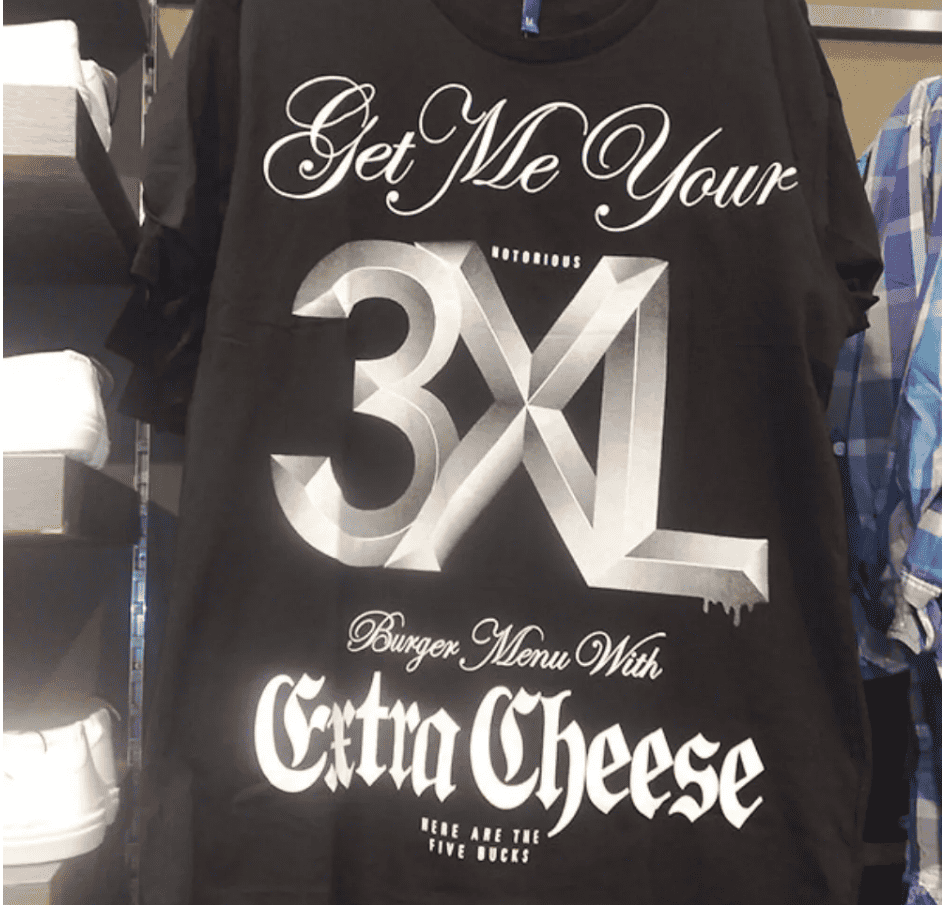 Get Me Your
NOTORIOUS
3XL
Burger Menu With
Extra Cheese
HERE ARE THE
FIVE BUCKS